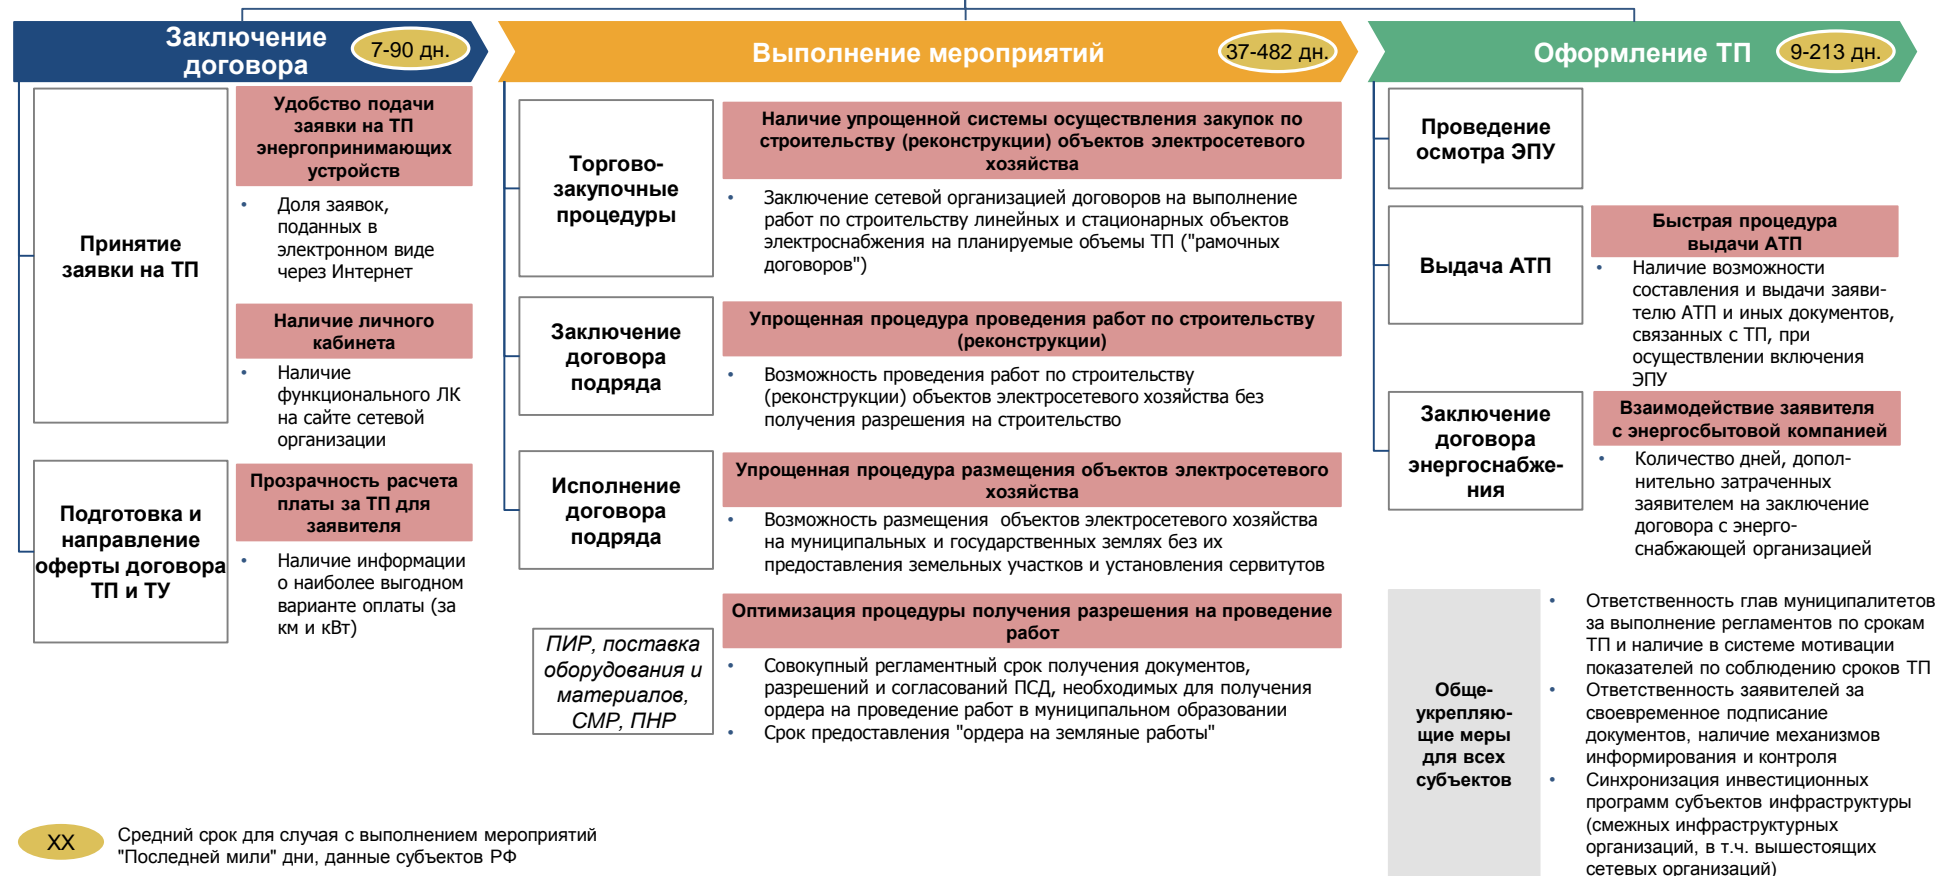 Заключение
договора
7-90 дн.
Выполнение мероприятий
37-482 дн.
Оформление ТП
9-213 дн.
Принятие
заявки на ТП
Удобство подачи
заявки на ТП
энергопринимающих
устройств
• Доля заявок,
поданных в
электронном виде
через Интернет
Наличие личного
кабинета
• Наличие
функционального ЛК
на сайте сетевой
организации
Подготовка и
направление
оферты договора
ТП и ТУ
Прозрачность расчета
платы за ТП для
заявителя
• Наличие информации
о наиболее выгодном
варианте оплаты (за
км и кВт)
Торгово-
закупочные
процедуры
Наличие упрощенной системы осуществления закупок по
строительству (реконструкции) объектов электросетевого
хозяйства
• Заключение сетевой организацией договоров на выполнение
работ по строительству линейных и стационарных объектов
электроснабжения на планируемые объемы ТП ("рамочных
договоров")
Заключение
договора
подряда
Упрощенная процедура проведения работ по строительству
(реконструкции)
• Возможность проведения работ по строительству
(реконструкции) объектов электросетевого хозяйства без
получения разрешения на строительство
Исполнение
договора
подряда
Упрощенная процедура размещения объектов электросетевого
хозяйства
• Возможность размещения объектов электросетевого хозяйства
на муниципальных и государственных землях без их
предоставления земельных участков и установления сервитутов
ПИР, поставка
оборудования и
материалов,
СМР, ПНР
Оптимизация процедуры получения разрешения на проведение
работ
• Совокупный регламентный срок получения документов,
разрешений и согласований ПСД, необходимых для получения
ордера на проведение работ в муниципальном образовании
• Срок предоставления "ордера на земляные работы"
Проведение
осмотра ЭПУ
Выдача АТП
Быстрая процедура
выдачи АТП
• Наличие возможности
составления и выдачи заяви-
телю АТП и иных документов,
связанных с ТП, при
осуществлении включения
ЭПУ
Заключение
договора
энергоснабже-
ния
Взаимодействие заявителя
с энергосбытовой компанией
• Количество дней, допол-
нительно затраченных
заявителем на заключение
договора с энерго-
снабжающей организацией
Обще-
укрепляю-
щие меры
для всех
субъектов
• Ответственность глав муниципалитетов
за выполнение регламентов по срокам
ТП и наличие в системе мотивации
показателей по соблюдению сроков ТП
• Ответственность заявителей за
своевременное подписание
документов, наличие механизмов
информирования и контроля
• Синхронизация инвестиционных
программ субъектов инфраструктуры
(смежных инфраструктурных
организаций, в т.ч. вышестоящих
сетевых организаций)
XX
Средний срок для случая с выполнением мероприятий
"Последней мили" дни, данные субъектов РФ